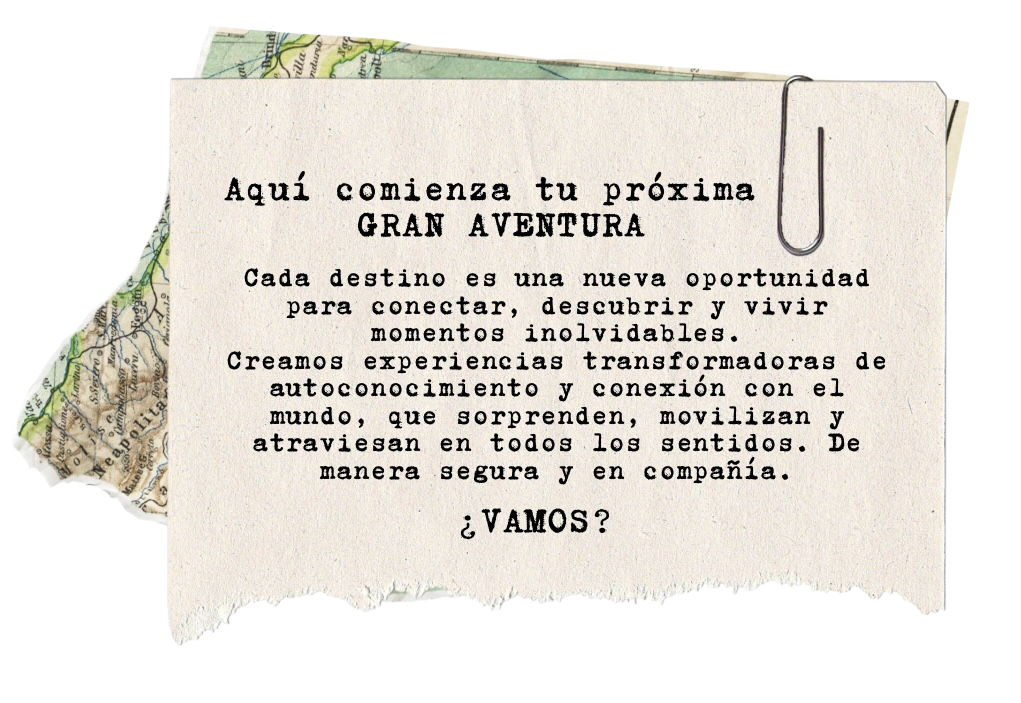 Aquí comienza tu próxima
GRAN AVENTURA
Cada destino es una nueva oportunidad
para conectar, descubrir y vivir
momentos inolvidables.
Creamos experiencias transformadoras de
autoconocimiento y conexión con el
mundo, que sorprenden, movilizan y
atraviesan en todos los sentidos. De
manera segura y en compañía.
¿VAMOS?